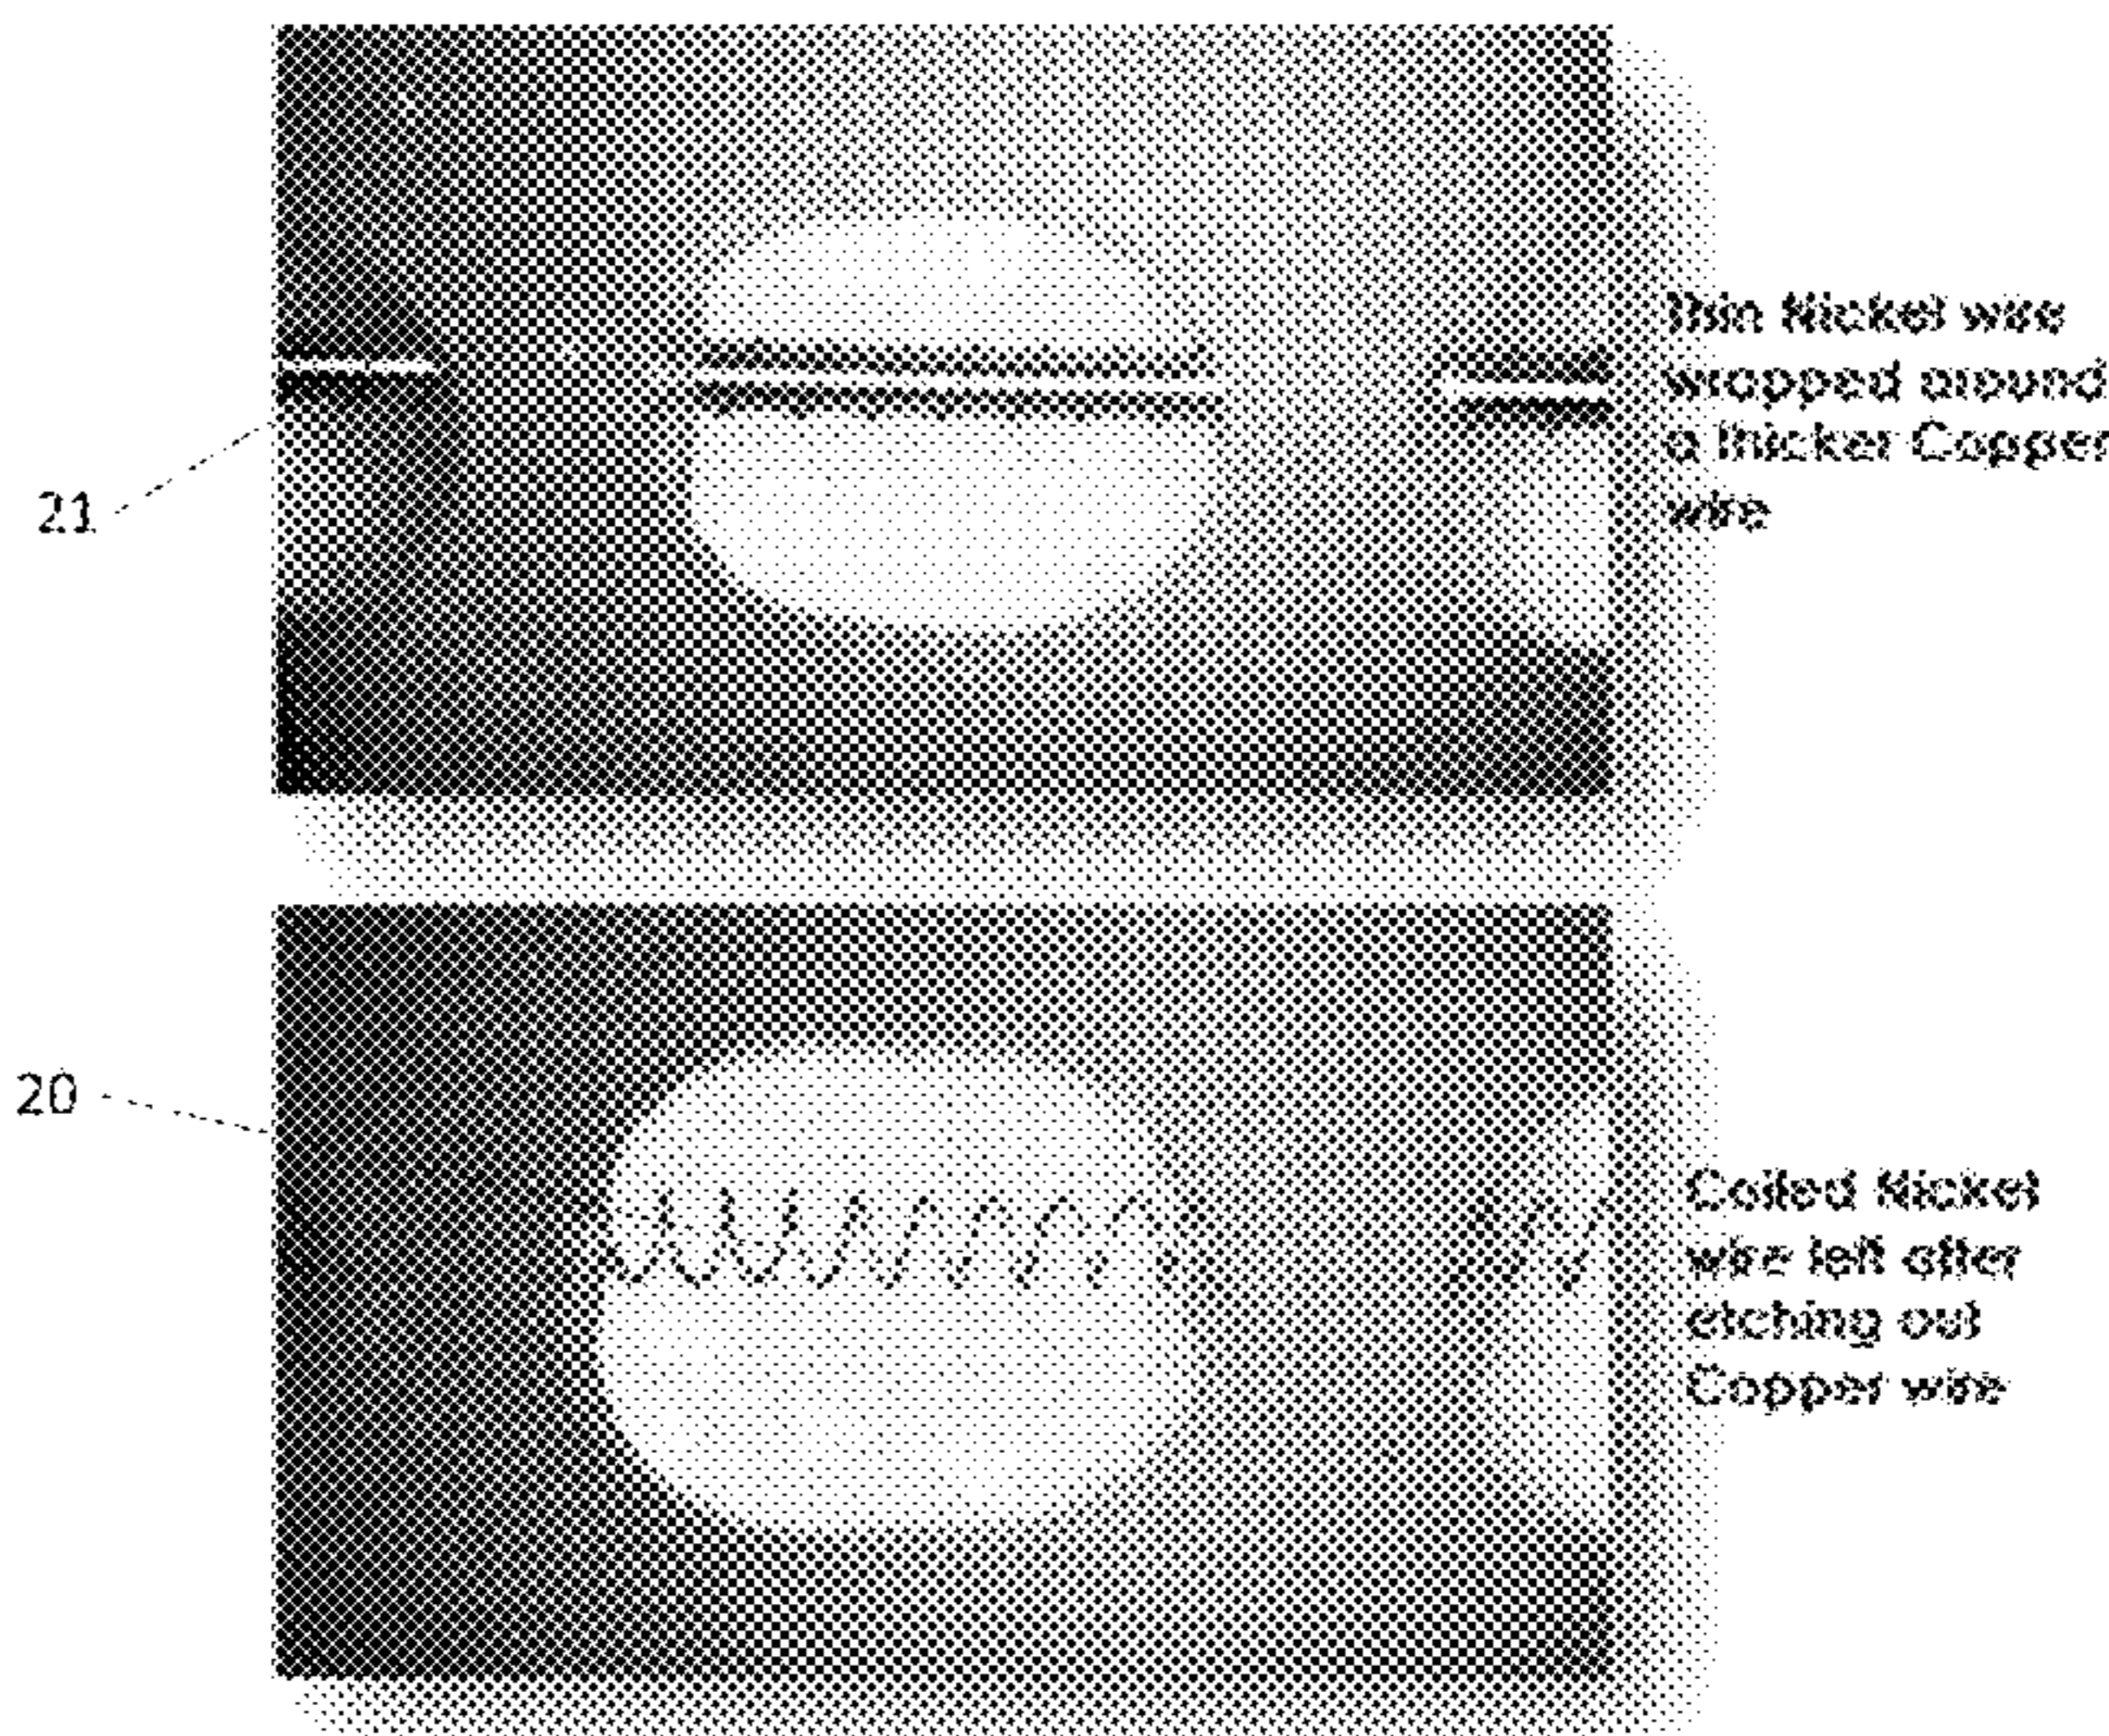 Thin Nickel wire
wrapped around
a thicker Copper
wire
21
20
Coiled Nickel
wire left after
etching out
Copper wire